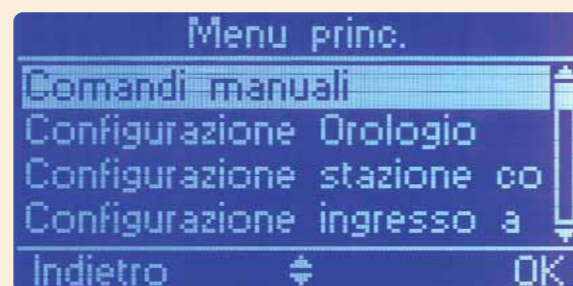 Menu princ.
Comandi manuali
Configurazione Orologio
Configurazione stazione co
Configurazione ingresso a
Indietro OK